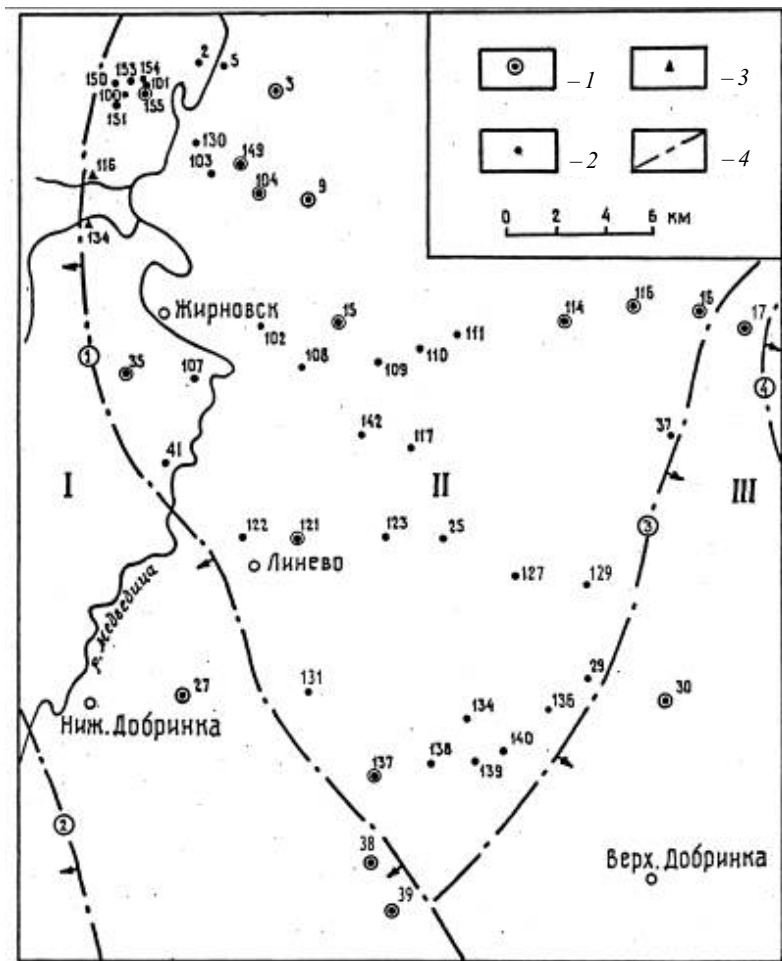 2 5
153 154
150 101 3
100 155
151
–1 –3
–2 –4
0 2 4 6 км
130 149
103
116 104 9
134
Жирновск 15 114 116 16 17
102 111
1 35 107 108 109 110 4
142 117 37
41
I II III
122 121 123 25 3
Линево
127 129
р. Медведица
131 29
27 134 136 30
Ниж. Добринка
137 138 139 140
2
38 Верх. Добринка
39